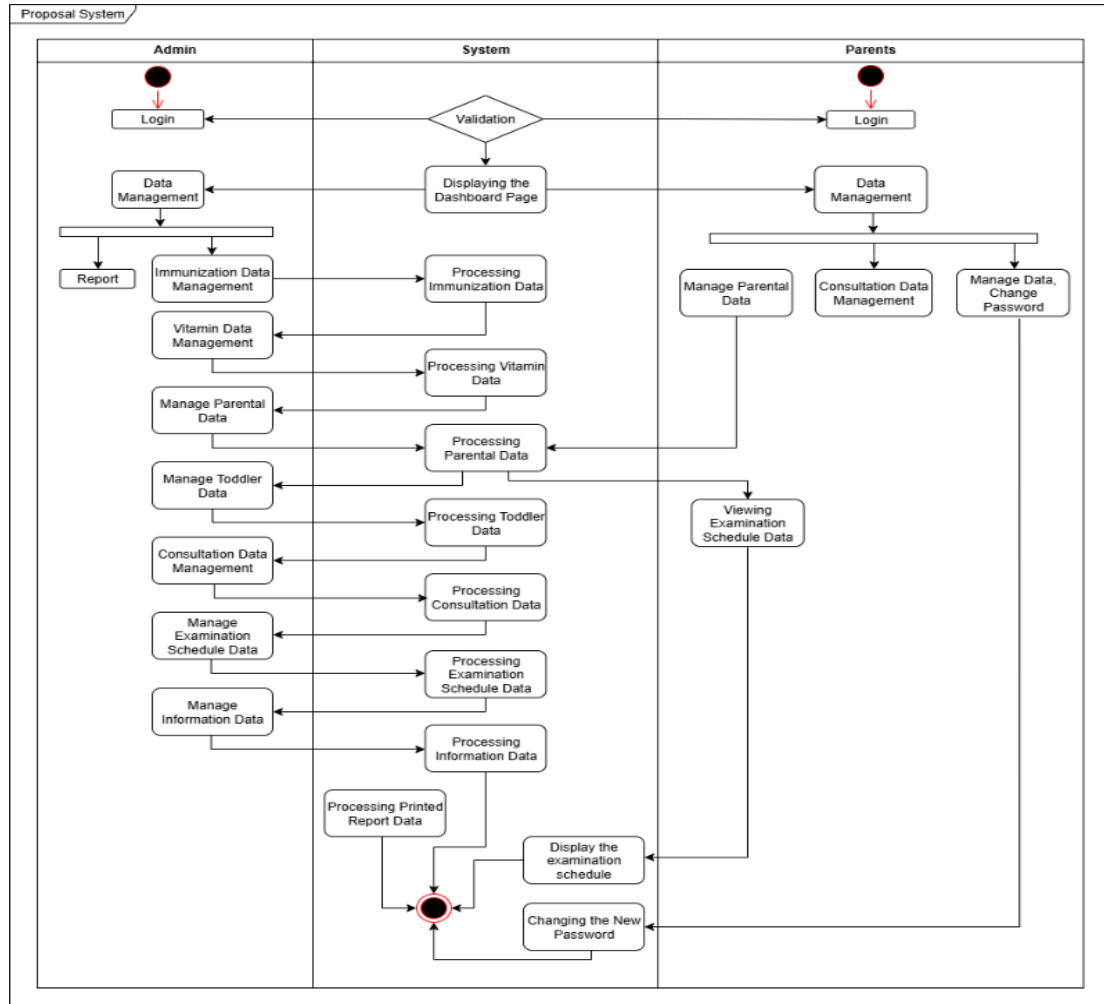 Proposal System
Admin
System
Parents
Login
Validation
Login
Data
Management
Displaying the
Dashboard Page
Data
Management
Report
Immunization Data
Management
Processing
Immunization Data
Manage Parental
Data
Consultation Data
Management
Manage Data,
Change
Password
Vitamin Data
Management
Processing Vitamin
Data
Manage Parental
Data
Processing
Parental Data
Manage Toddler
Data
Processing Toddler
Data
Viewing
Examination
Schedule Data
Consultation Data
Management
Processing
Consultation Data
Manage
Examination
Schedule Data
Processing
Examination
Schedule Data
Manage
Information Data
Processing
Information Data
Processing Printed
Report Data
Display the
examination
schedule
Changing the New
Password